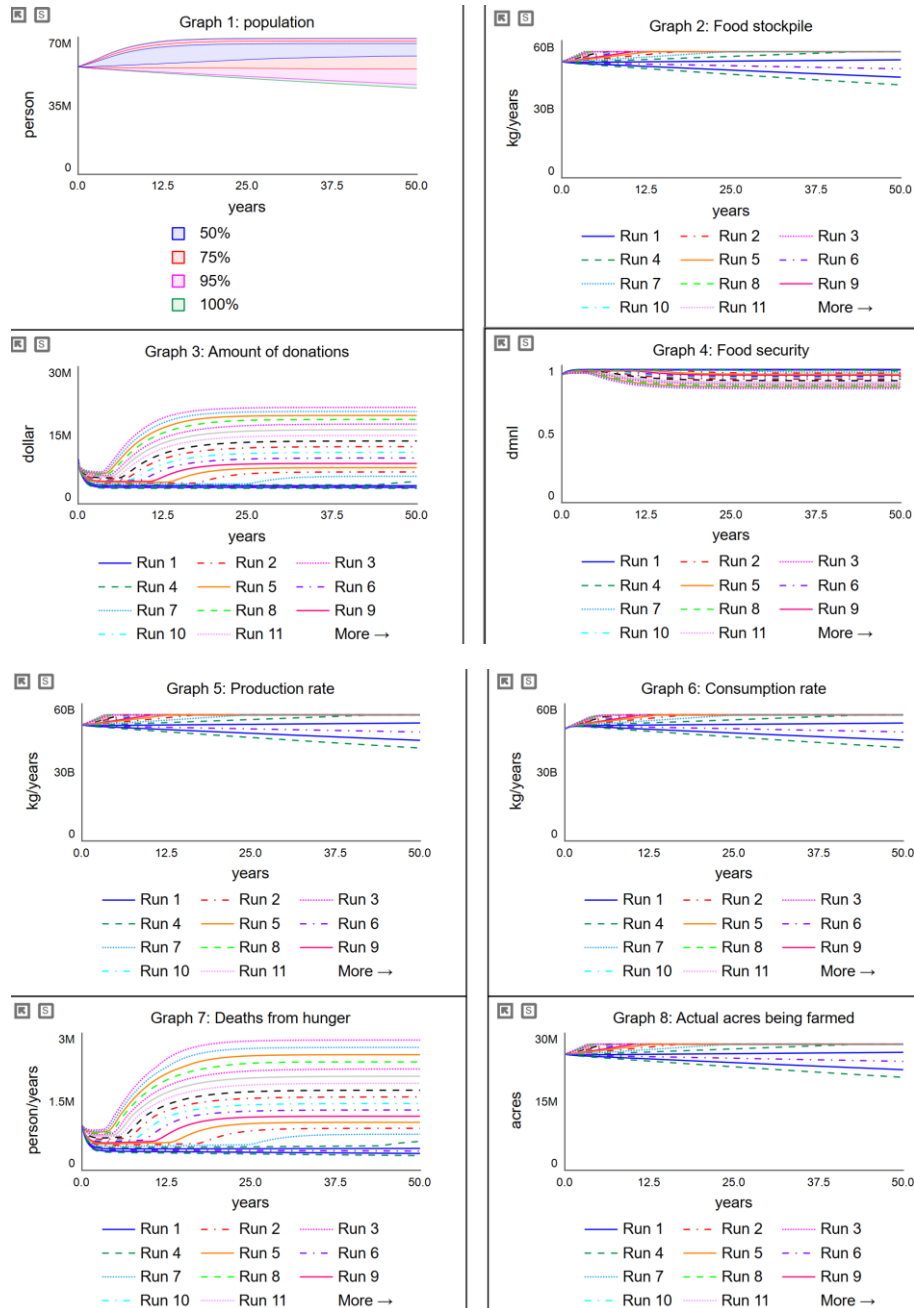 S
Graph 1: population
70M
35M
0
person
0.0 12.5 25.0 37.5 50.0
years
50%
75%
95%
100%
S
Graph 2: Food stockpile
60B
30B
0
kg/years
0.0 12.5 25.0 37.5 50.0
years
Run 1 Run 2 Run 3
Run 4 Run 5 Run 6
Run 7 Run 8 Run 9
Run 10 Run 11 More →
S
Graph 3: Amount of donations
30M
15M
0
dollar
0.0 12.5 25.0 37.5 50.0
years
Run 1 Run 2 Run 3
Run 4 Run 5 Run 6
Run 7 Run 8 Run 9
Run 10 Run 11 More →
S
Graph 4: Food security
1
0.5
0
dmnl
0.0 12.5 25.0 37.5 50.0
years
Run 1 Run 2 Run 3
Run 4 Run 5 Run 6
Run 7 Run 8 Run 9
Run 10 Run 11 More →
S
Graph 5: Production rate
60B
30B
0
kg/years
0.0 12.5 25.0 37.5 50.0
years
Run 1 Run 2 Run 3
Run 4 Run 5 Run 6
Run 7 Run 8 Run 9
Run 10 Run 11 More →
S
Graph 6: Consumption rate
60B
30B
0
kg/years
0.0 12.5 25.0 37.5 50.0
years
Run 1 Run 2 Run 3
Run 4 Run 5 Run 6
Run 7 Run 8 Run 9
Run 10 Run 11 More →
S
Graph 7: Deaths from hunger
3M
1.5M
0
person/years
0.0 12.5 25.0 37.5 50.0
years
Run 1 Run 2 Run 3
Run 4 Run 5 Run 6
Run 7 Run 8 Run 9
Run 10 Run 11 More →
S
Graph 8: Actual acres being farmed
30M
15M
0
acres
0.0 12.5 25.0 37.5 50.0
years
Run 1 Run 2 Run 3
Run 4 Run 5 Run 6
Run 7 Run 8 Run 9
Run 10 Run 11 More →